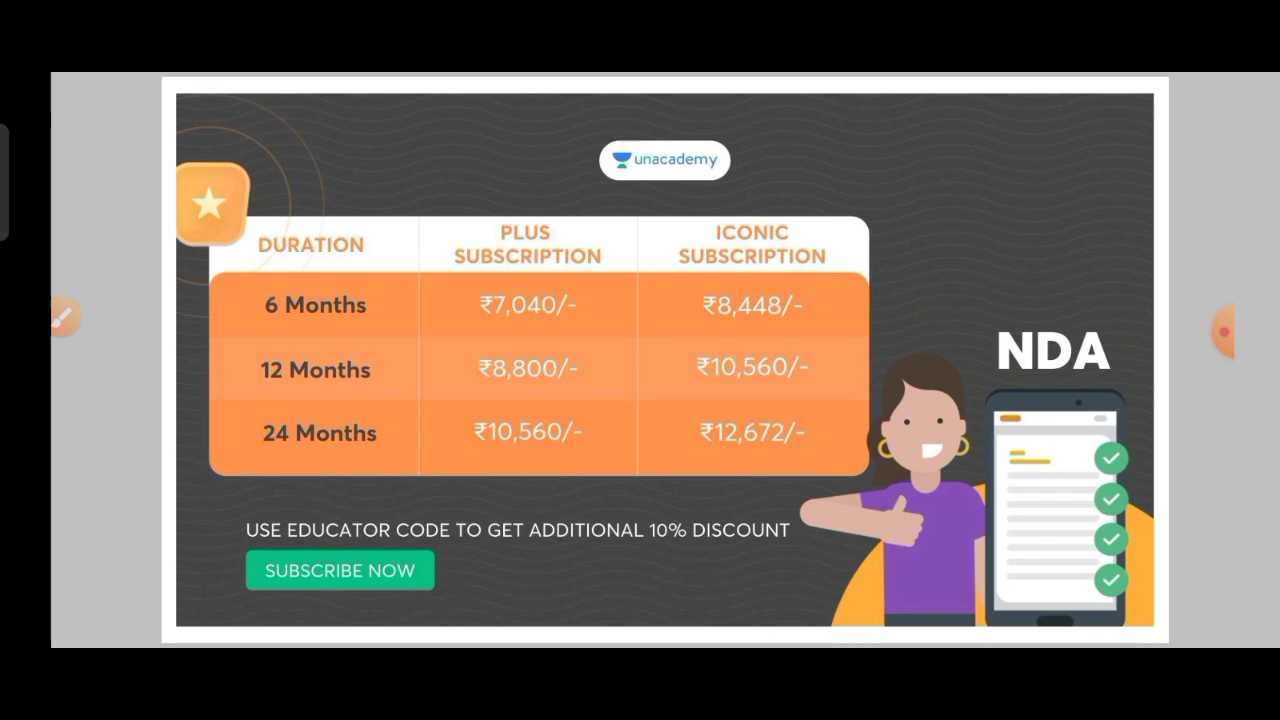 unacademy
DURATION
PLUS
SUBSCRIPTION
ICONIC
SUBSCRIPTION
6 Months ₹7,040/- ₹8,448/-
12 Months ₹8,800/- ₹10,560/-
24 Months ₹10,560/- ₹12,672/-
NDA
USE EDUCATOR CODE TO GET ADDITIONAL 10% DISCOUNT
SUBSCRIBE NOW